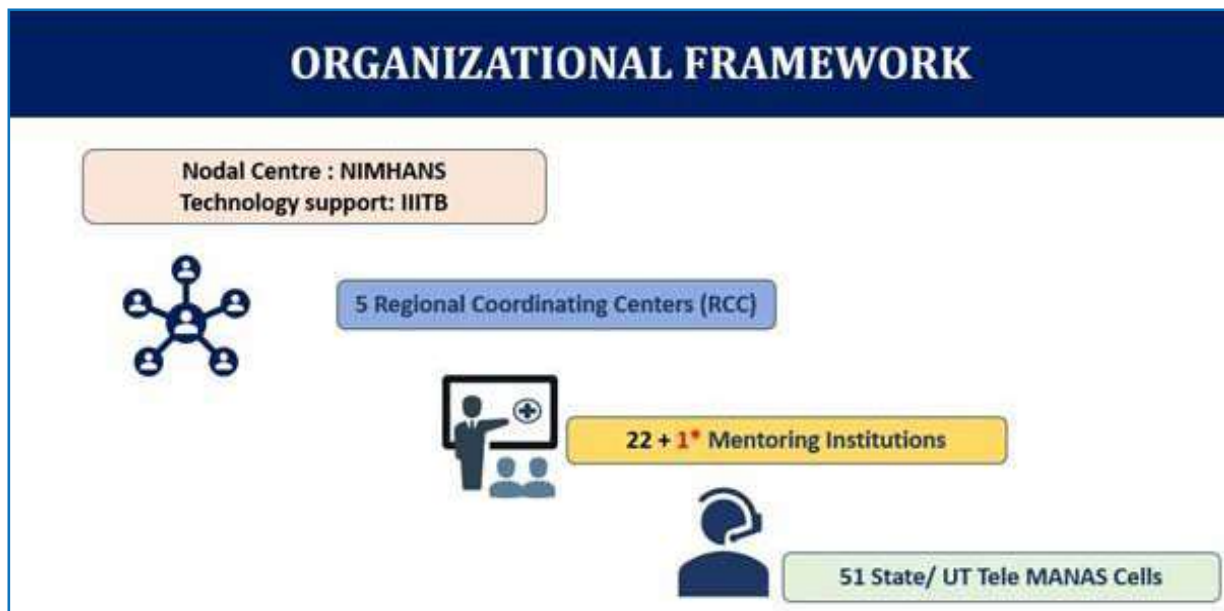 ORGANIZATIONAL FRAMEWORK
Nodal Centre : NIMHANS
Technology support: IIITB
5 Regional Coordinating Centers (RCC)
22 + 1* Mentoring Institutions
51 State/ UT Tele MANAS Cells